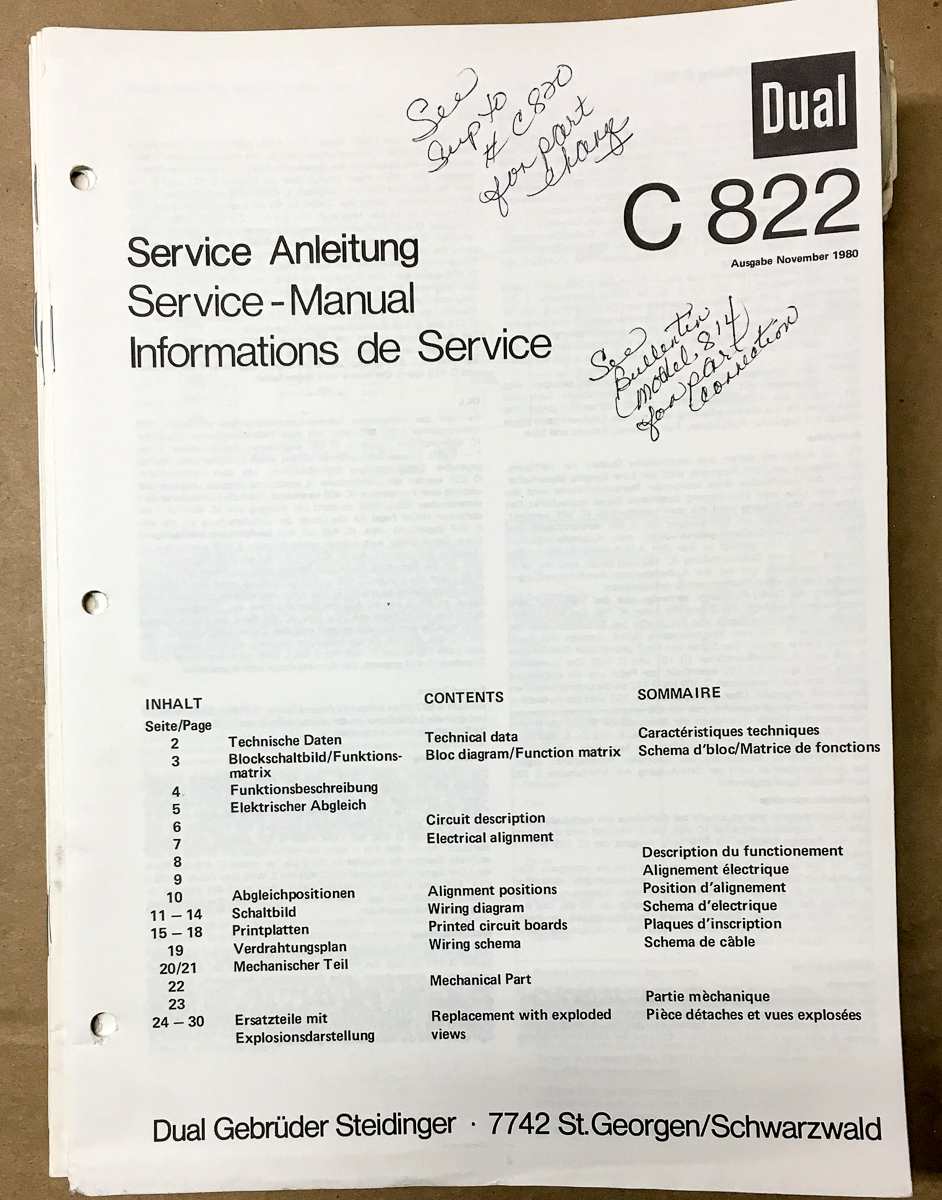 See
Sup to
# C820
for part
change
Dual
C 822
Ausgabe November 1980
Service Anleitung
Service-Manual
Informations de Service
See
Bullentin
(model, 814)
for part
Correction
INHALT CONTENTS SOMMAIRE
Seite/Page
2 Technische Daten Technical data Caractéristiques techniques
3 Blockschaltbild/Funktions- Bloc diagram/Function matrix Schema d'bloc/Matrice de fonctions
matrix
4 Funktionsbeschreibung
5 Elektrischer Abgleich
6 Circuit description
7 Electrical alignment
8 Description du functionement
9 Alignement électrique
10 Abgleichpositionen Alignment positions Position d'alignement
11 – 14 Schaltbild Wiring diagram Schema d'electrique
15 – 18 Printplatten Printed circuit boards Plaques d'inscription
19 Verdrahtungsplan Wiring schema Schema de câble
20/21 Mechanischer Teil
22 Mechanical Part
23 Partie mèchanique
24 – 30 Ersatzteile mit Replacement with exploded Pièce détaches et vues explosées
Explosionsdarstellung views
Dual Gebrüder Steidinger · 7742 St.Georgen/Schwarzwald